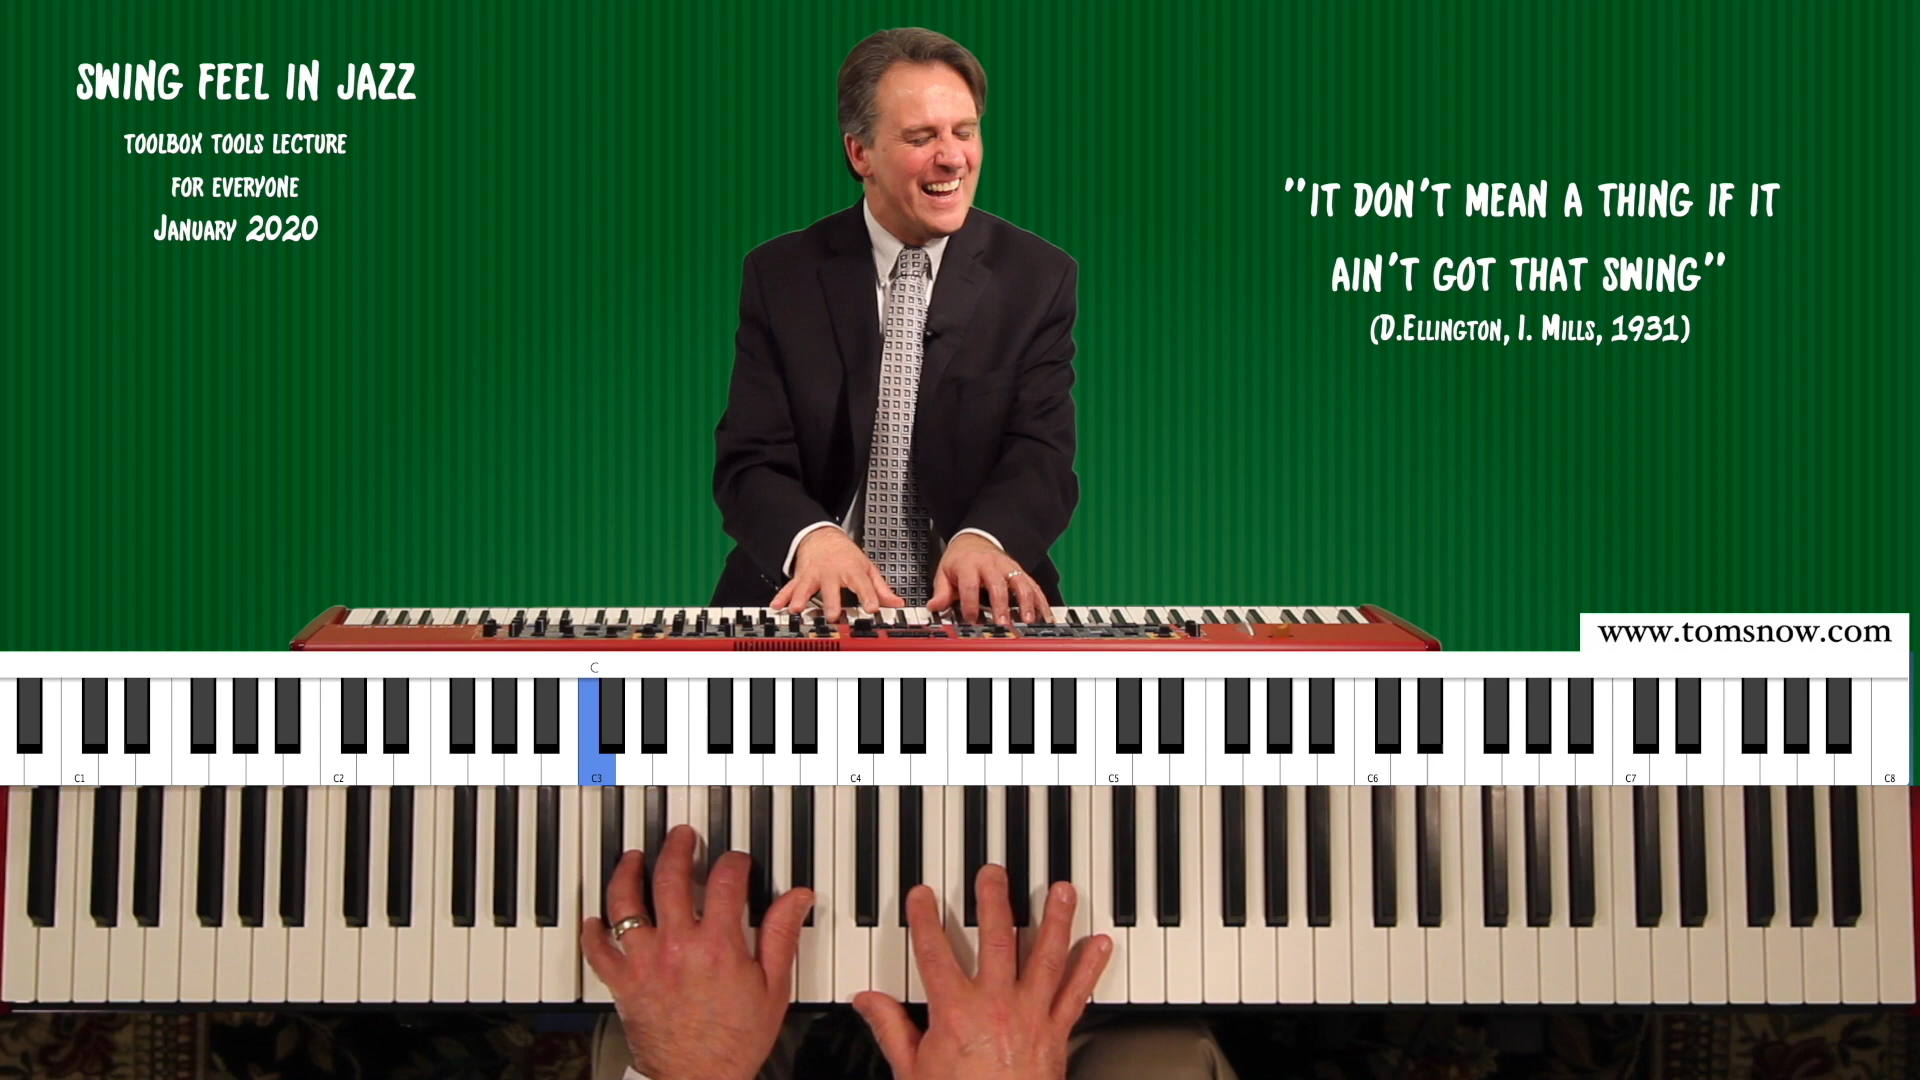 SWING FEEL IN JAZZ
TOOLBOX TOOLS LECTURE
FOR EVERYONE
JANUARY 2020
"IT DON'T MEAN A THING IF IT
AIN'T GOT THAT SWING"
(D.ELLINGTON, I. MILLS, 1931)
www.tomsnow.com
C
C1 C2 C3 C4 C5 C6 C7 C8